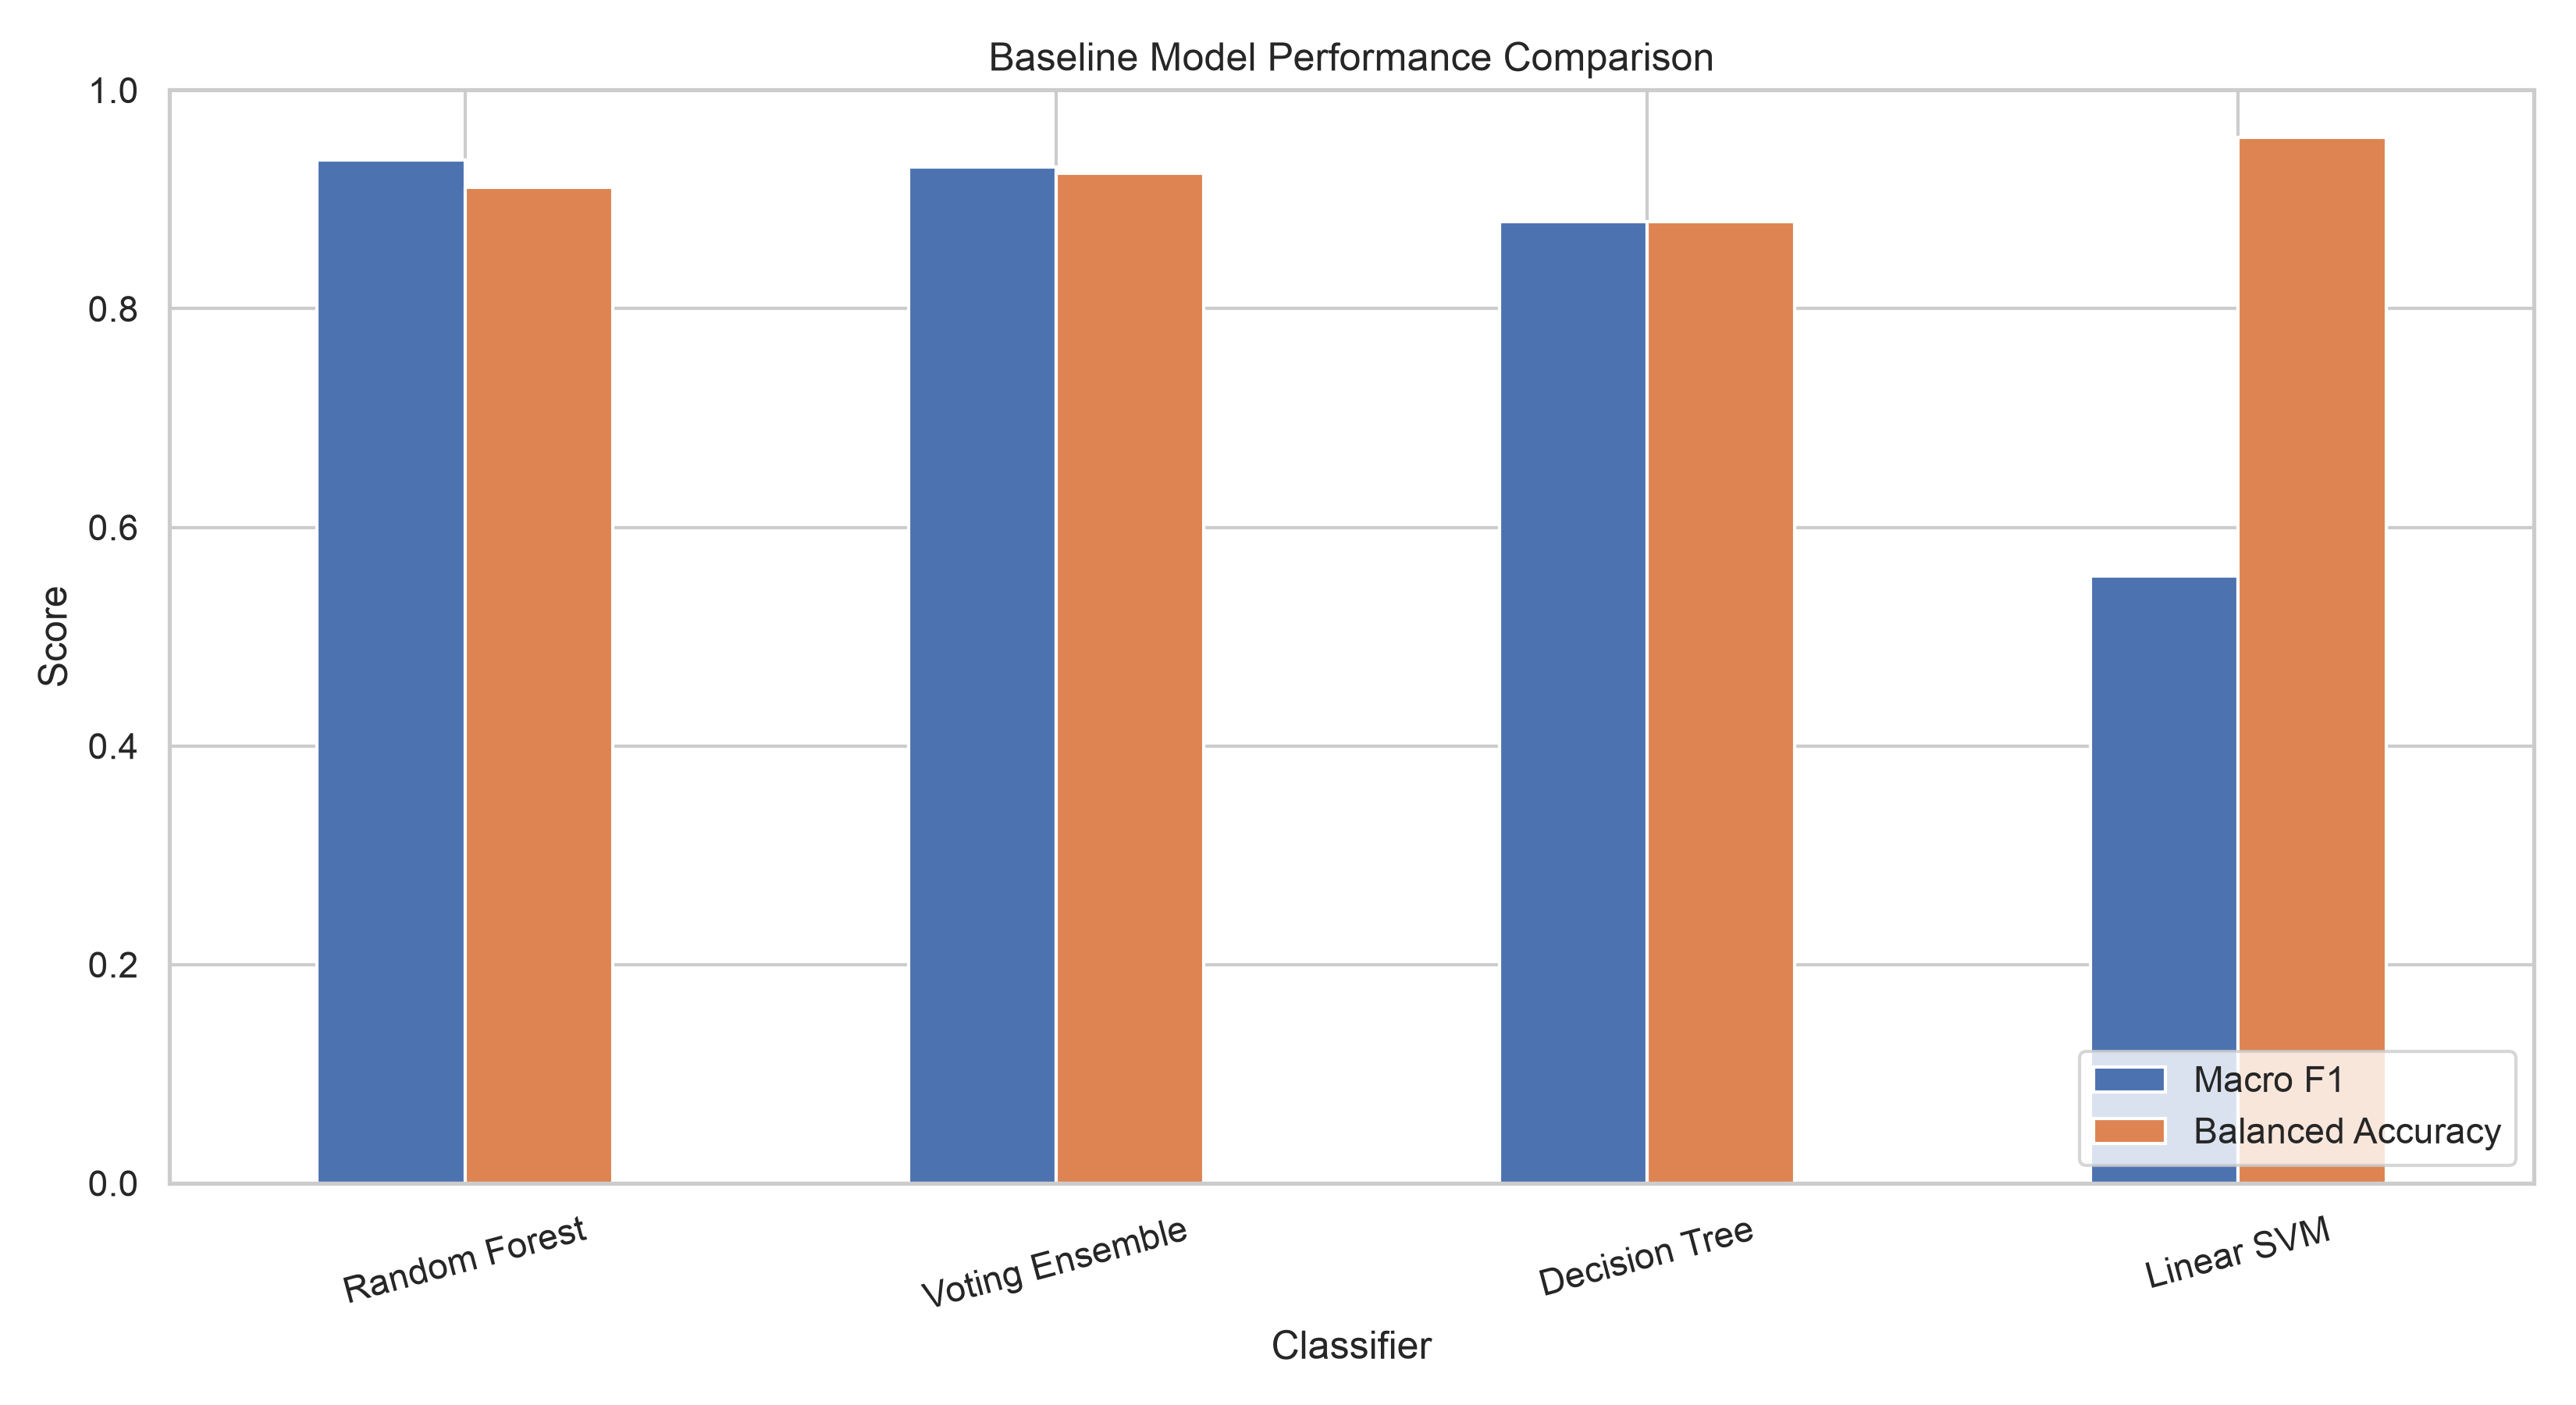 Baseline Model Performance Comparison
1.0
0.8
0.6
0.4
0.2
0.0
Score
Random Forest
Voting Ensemble
Decision Tree
Linear SVM
Classifier
Macro F1
Balanced Accuracy